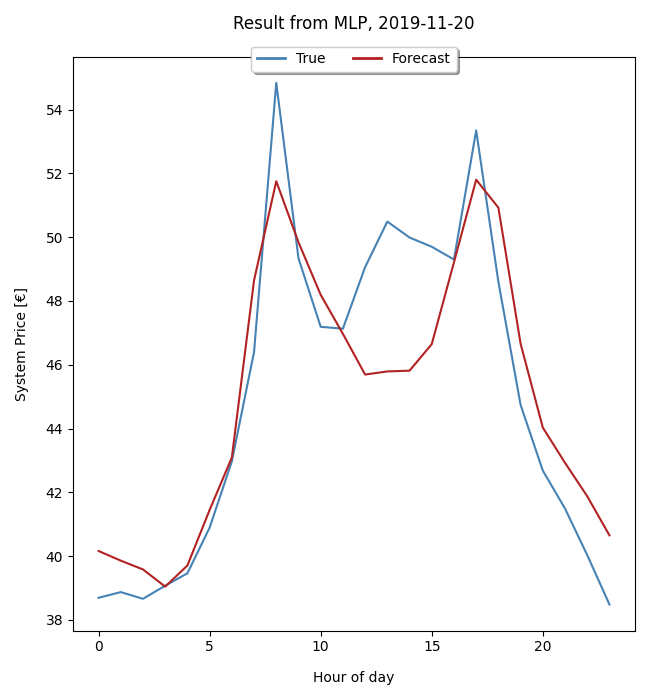 Result from MLP, 2019-11-20
True Forecast
54
52
50
48
46
44
42
40
38
System Price [€]
0 5 10 15 20
Hour of day